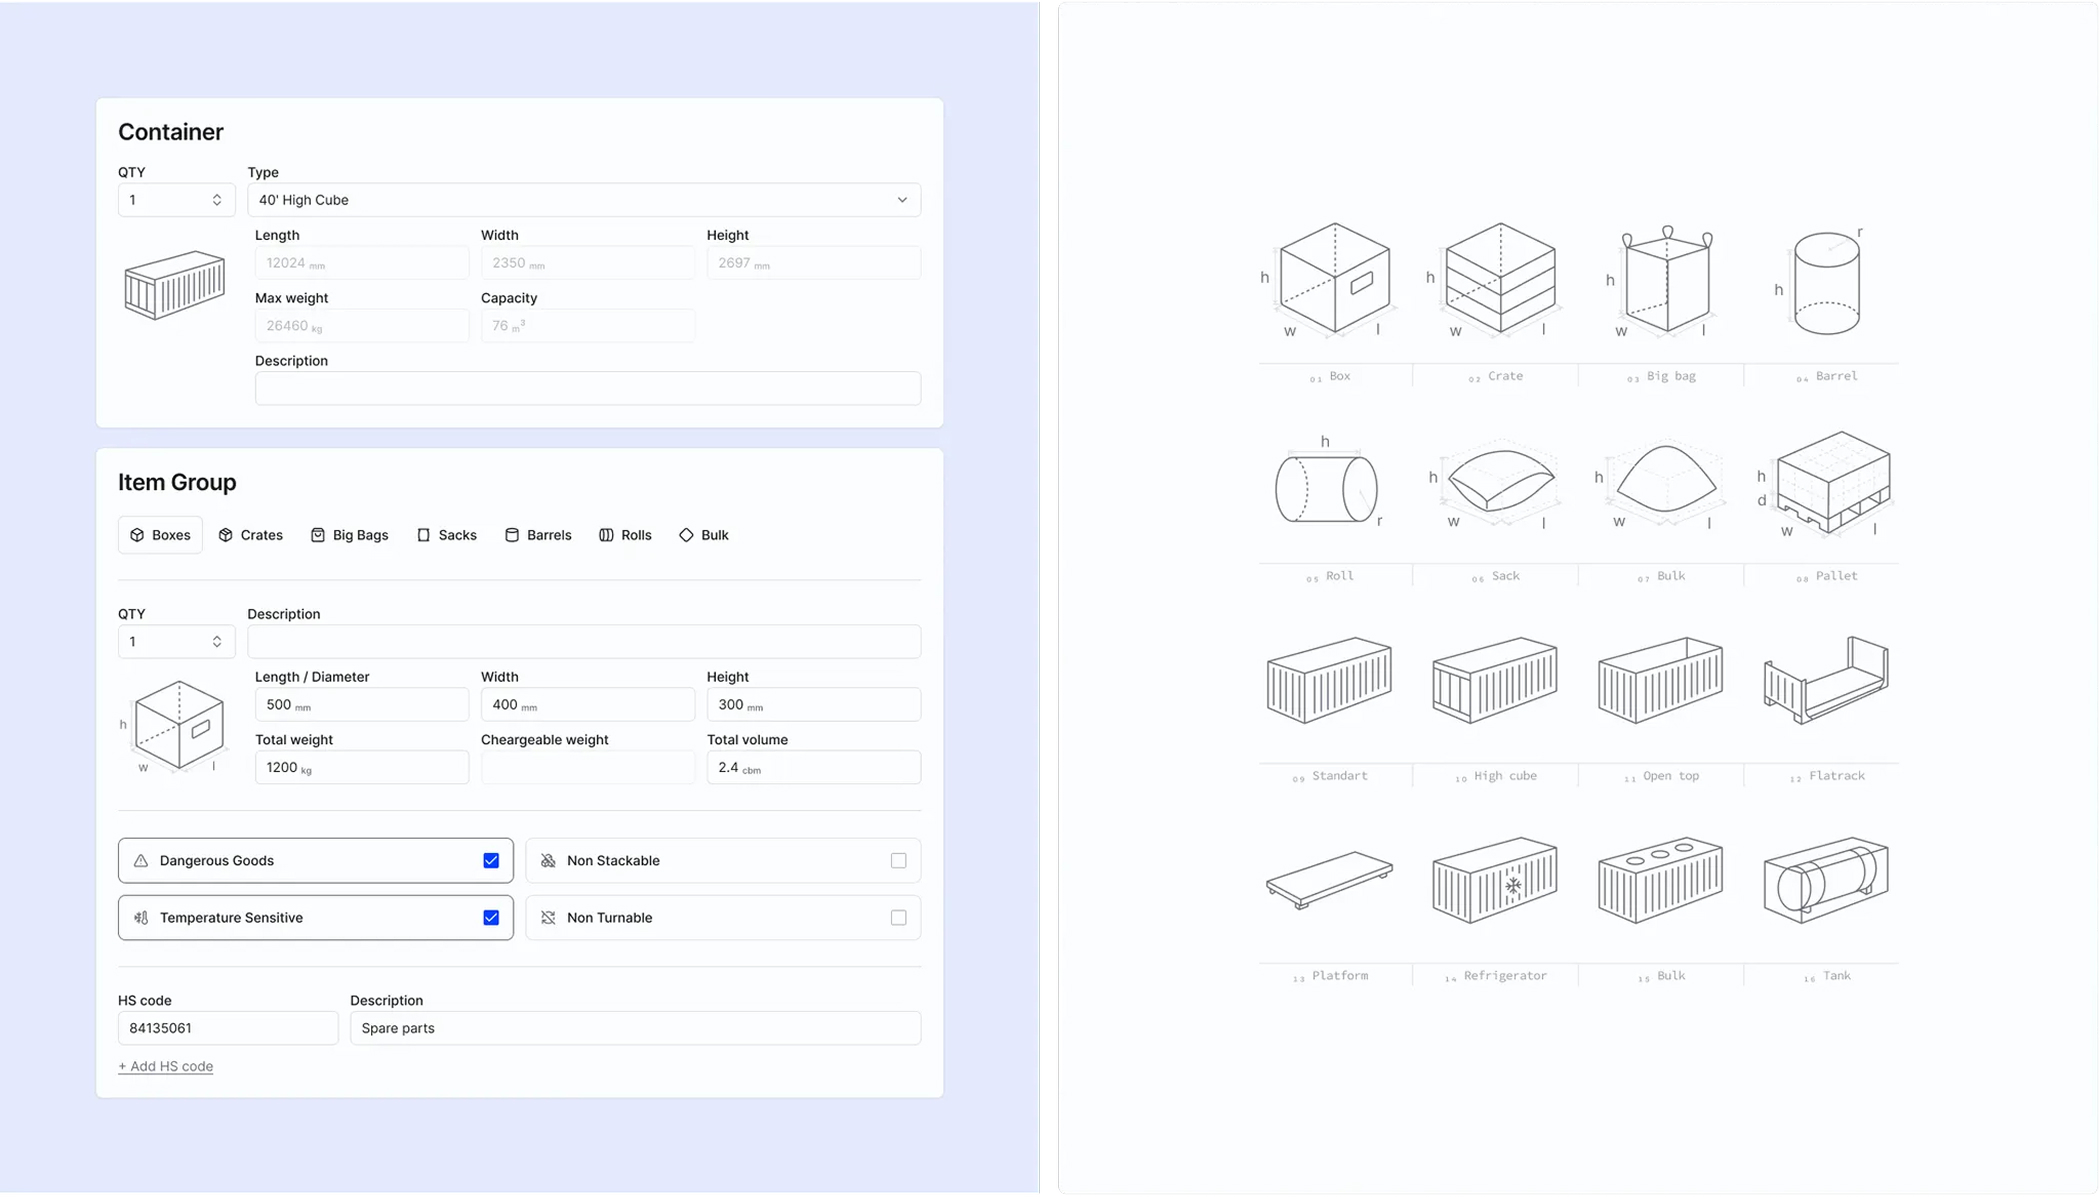 Container
QTY Type
1 40' High Cube
Length Width Height
12024 mm 2350 mm 2697 mm
Max weight Capacity
26460 kg 76 m³
Description
Item Group
Boxes Crates Big Bags Sacks Barrels Rolls Bulk
QTY Description
1
Length / Diameter Width Height
500 mm 400 mm 300 mm
h
w l
Total weight Cheargeable weight Total volume
1200 kg 2.4 cbm
Dangerous Goods Non Stackable
Temperature Sensitive Non Turnable
HS code Description
84135061 Spare parts
+ Add HS code
h w l h w l h w l h r
01 Box 02 Crate 03 Big bag 04 Barrel
h r h w l h w l h d w l
05 Roll 06 Sack 07 Bulk 08 Pallet
09 Standart 10 High cube 11 Open top 12 Flatrack
13 Platform 14 Refrigerator 15 Bulk 16 Tank